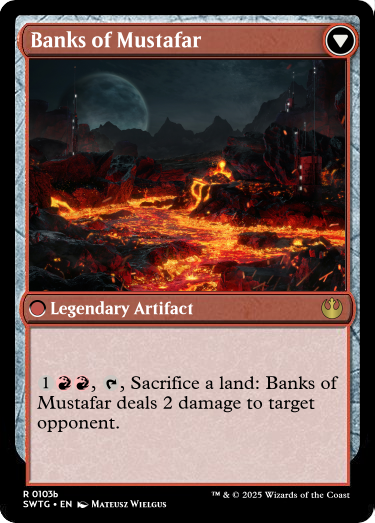 Banks of Mustafar
Legendary Artifact
1, , Sacrifice a land: Banks of
Mustafar deals 2 damage to target
opponent.
R 0103b
SWTG • EN Mateusz Wielgus
™ & © 2025 Wizards of the Coast